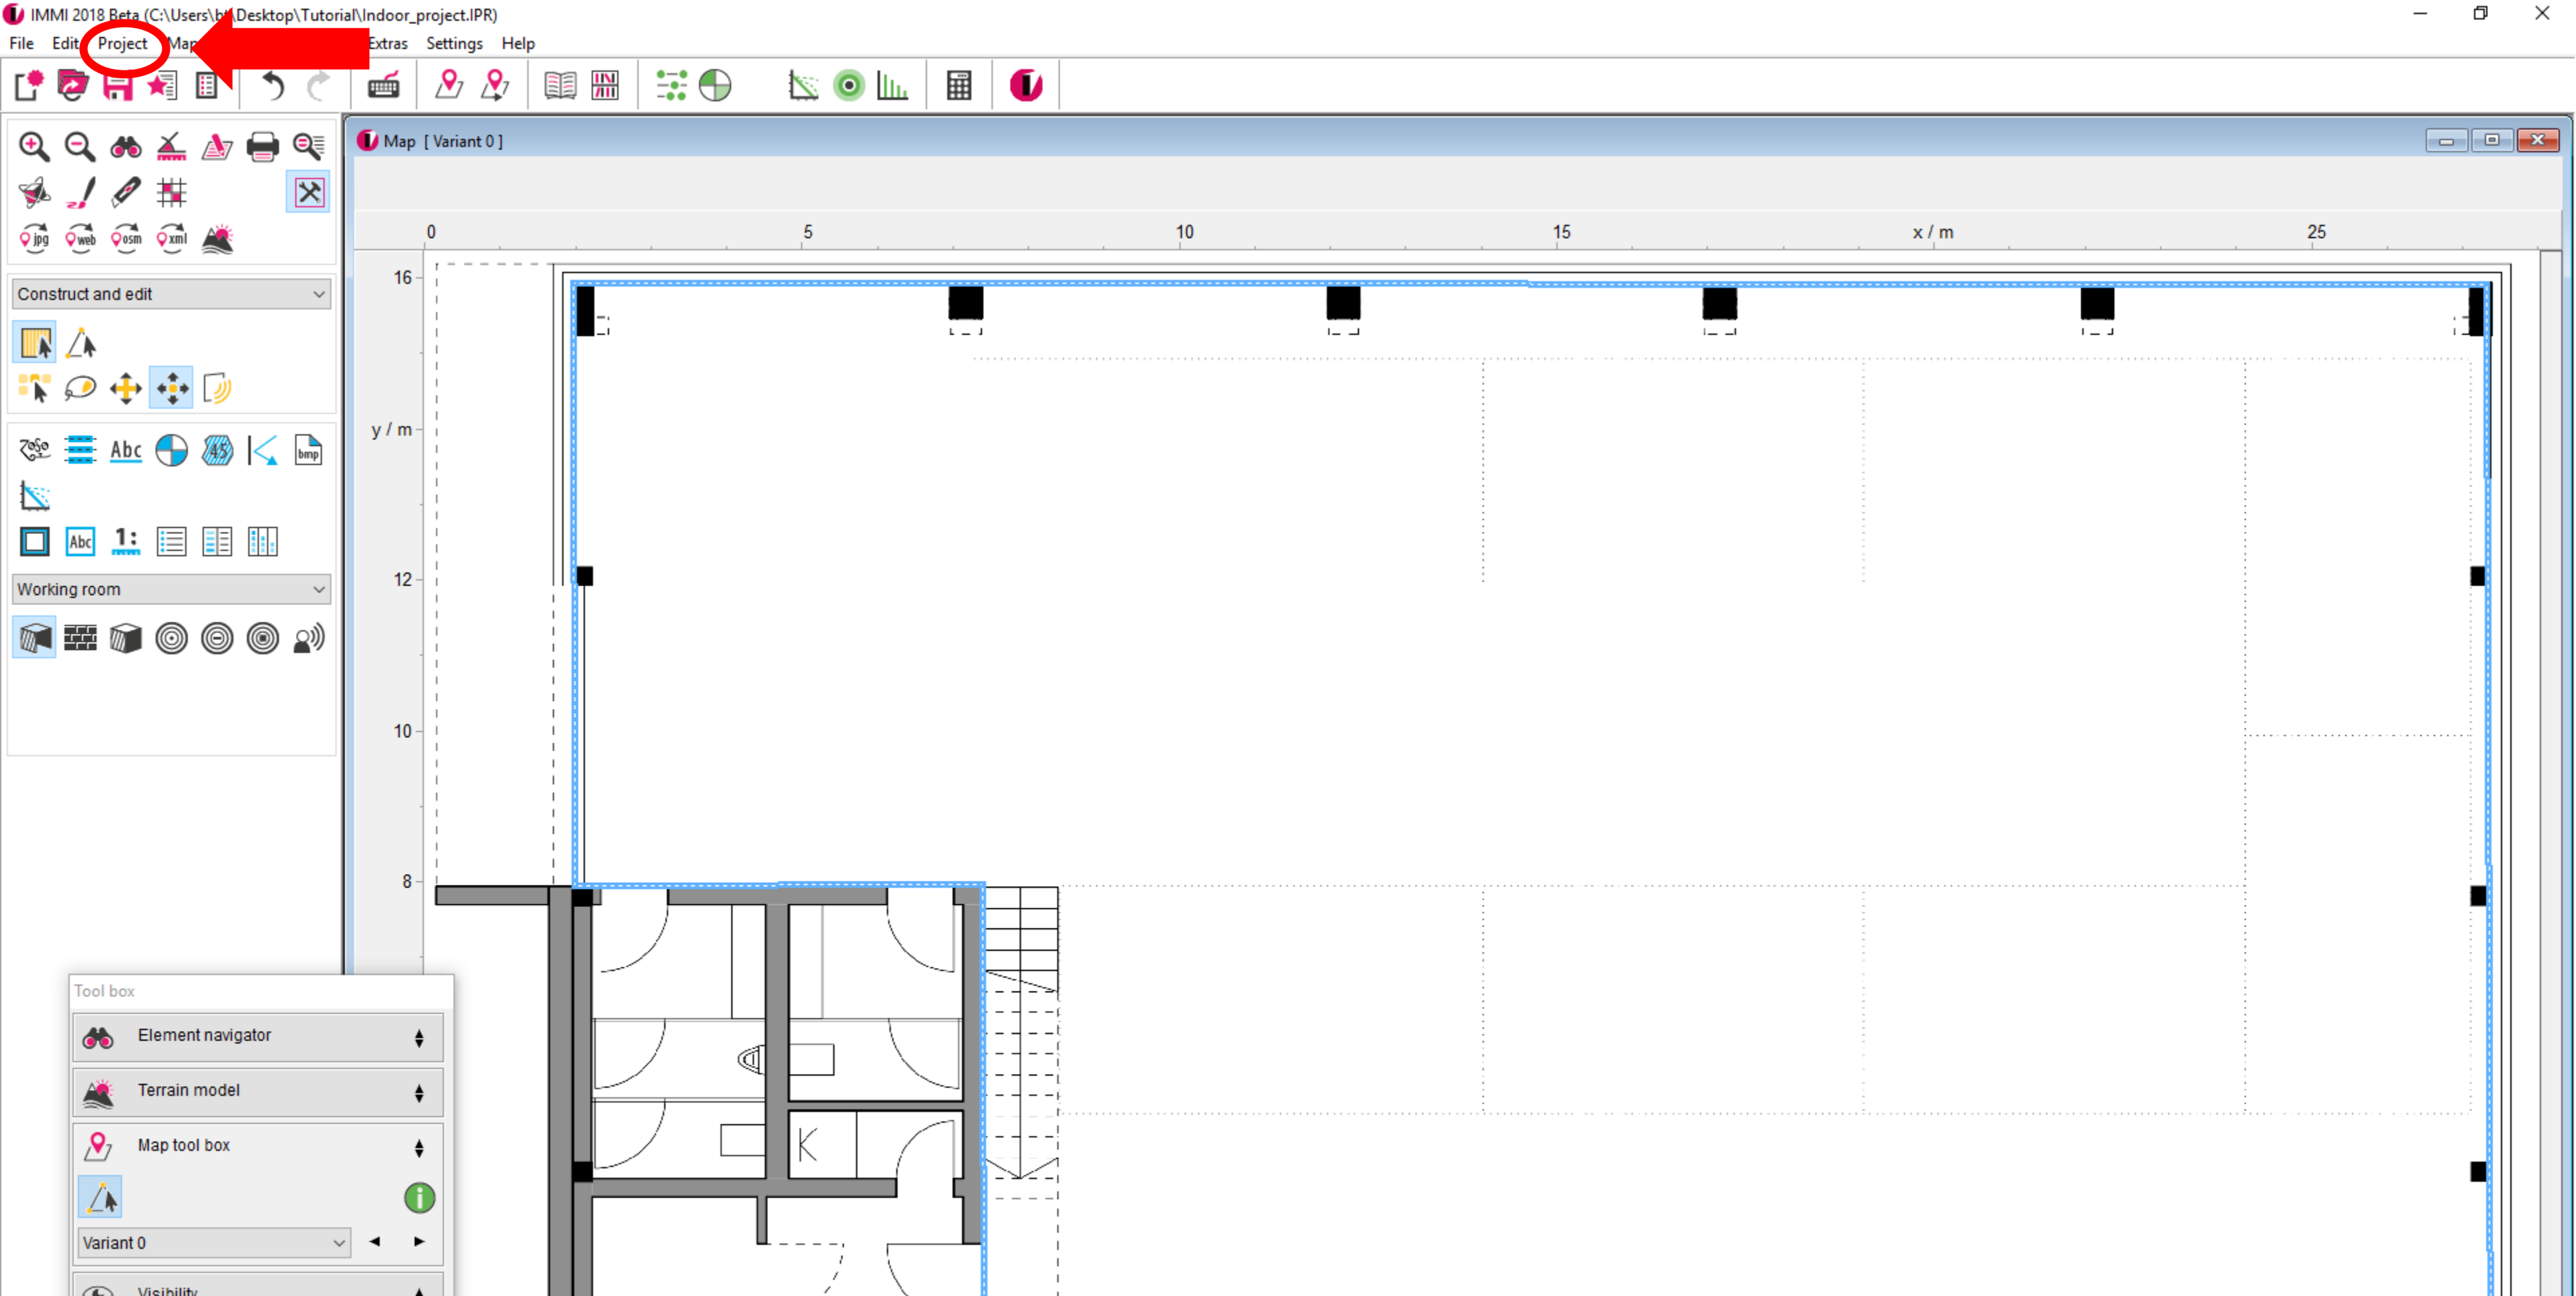 IMMI 2018 Beta (C:\Users\bt\Desktop\Tutorial\Indoor_project.IPR)
File Edit Project Map Extras Settings Help
Map [ Variant 0 ]
jpg web osm xml
0 5 10 15 x / m 25
16
Construct and edit
y / m
Abc 45 bmp
Abc 1:
12
Working room
10
8
Tool box
Element navigator
Terrain model
Map tool box
K
i
Variant 0
Visibility